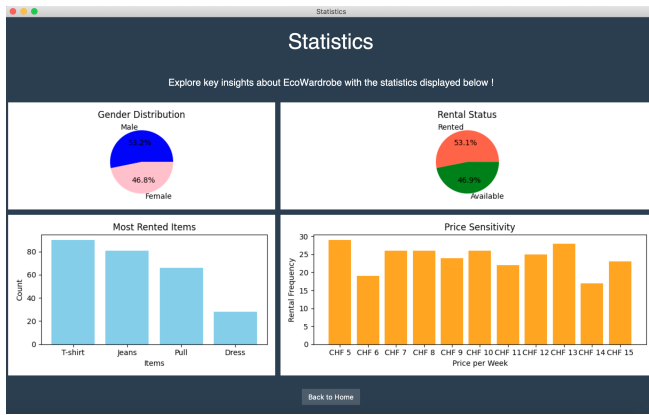 Statistics
Statistics
Explore key insights about EcoWardrobe with the statistics displayed below !
Gender Distribution
Male
53.2%
46.8%
Female
Rental Status
Rented
53.1%
46.9%
Available
Most Rented Items
Count
80
60
40
20
0
T-shirt Jeans Pull Dress
Items
Price Sensitivity
Rental Frequency
30
25
20
15
10
5
0
CHF 5 CHF 6 CHF 7 CHF 8 CHF 9 CHF 10 CHF 11 CHF 12 CHF 13 CHF 14 CHF 15
Price per Week
Back to Home